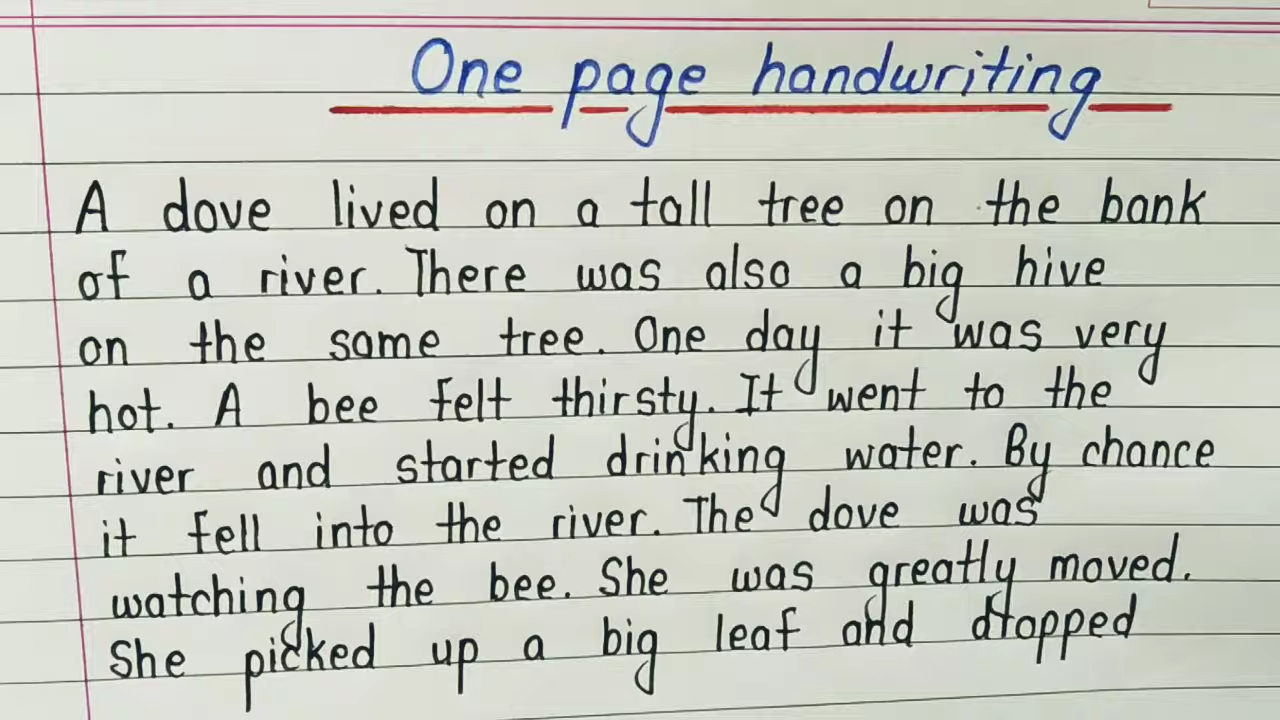 One page handwriting
A dove lived on a tall tree on the bank
of a river. There was also a big hive
on the same tree. One day it was very
hot. A bee felt thirsty. It went to the
river and started drinking water. By chance
it fell into the river. The dove was
watching the bee. She was greatly moved.
She picked up a big leaf and dropped